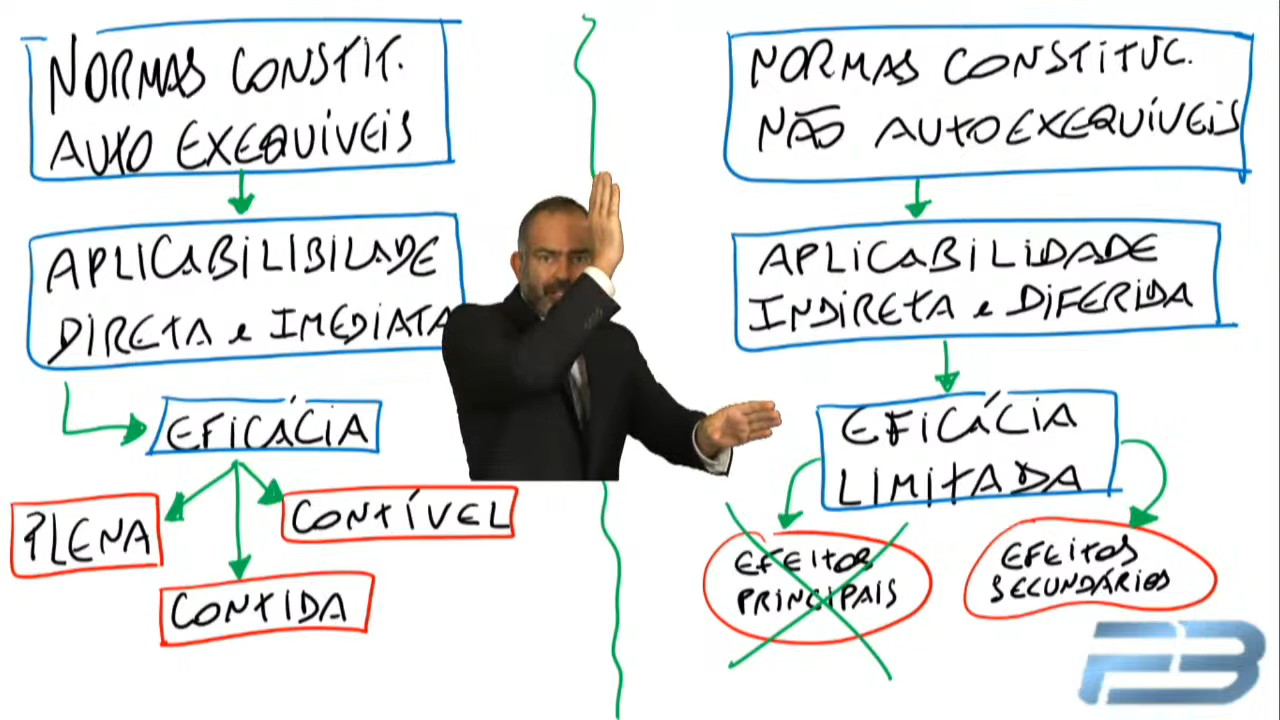 NORMAS CONSTIT.
AUTO EXEQUÍVEIS
APLICABILIBILADE
DIRETA e IMEDIATA
EFICÁCIA
PLENA
CONTÍVEL
CONTIDA
NORMAS CONSTITUC.
NÃO AUTOEXEQUÍVEIS
APLICABILIDADE
INDIRETA e DIFERIDA
EFICÁCIA
LIMITADA
EFEITOS
PRINCIPAIS
EFEITOS
SECUNDÁRIOS
PB